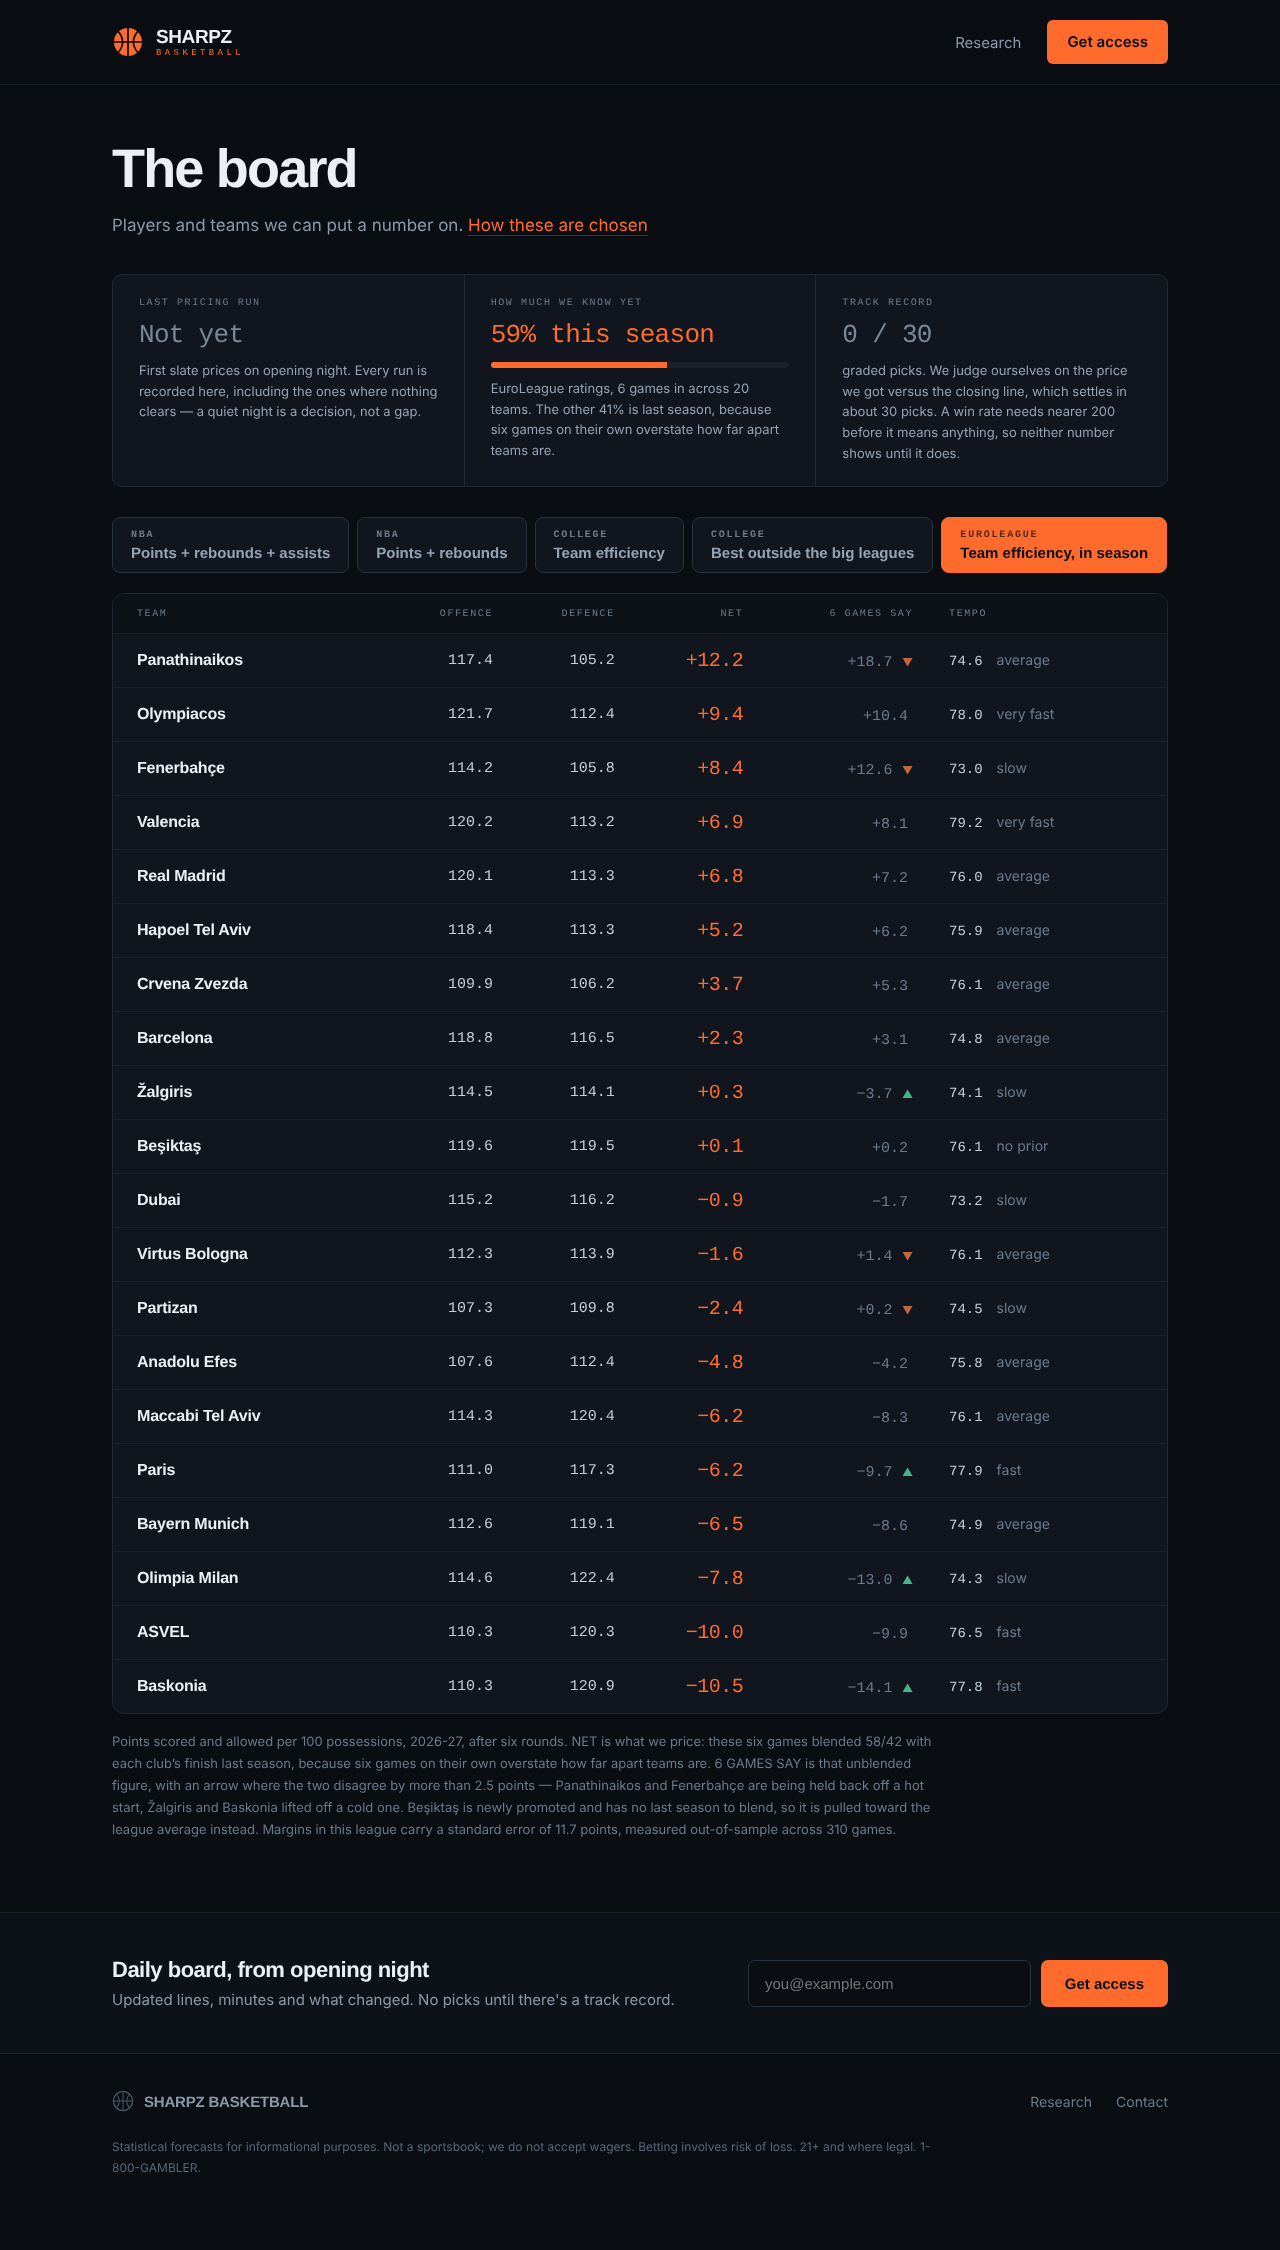 SHARPZ
BASKETBALL
Research
Get access
The board
Players and teams we can put a number on. How these are chosen
LAST PRICING RUN
Not yet
First slate prices on opening night. Every run is
recorded here, including the ones where nothing
clears — a quiet night is a decision, not a gap.
HOW MUCH WE KNOW YET
59% this season
EuroLeague ratings, 6 games in across 20
teams. The other 41% is last season, because
six games on their own overstate how far apart
teams are.
TRACK RECORD
0 / 30
graded picks. We judge ourselves on the price
we got versus the closing line, which settles in
about 30 picks. A win rate needs nearer 200
before it means anything, so neither number
shows until it does.
NBA
Points + rebounds + assists
NBA
Points + rebounds
COLLEGE
Team efficiency
COLLEGE
Best outside the big leagues
EUROLEAGUE
Team efficiency, in season
TEAM OFFENCE DEFENCE NET 6 GAMES SAY TEMPO
Panathinaikos 117.4 105.2 +12.2 +18.7 ▼ 74.6 average
Olympiacos 121.7 112.4 +9.4 +10.4 78.0 very fast
Fenerbahçe 114.2 105.8 +8.4 +12.6 ▼ 73.0 slow
Valencia 120.2 113.2 +6.9 +8.1 79.2 very fast
Real Madrid 120.1 113.3 +6.8 +7.2 76.0 average
Hapoel Tel Aviv 118.4 113.3 +5.2 +6.2 75.9 average
Crvena Zvezda 109.9 106.2 +3.7 +5.3 76.1 average
Barcelona 118.8 116.5 +2.3 +3.1 74.8 average
Žalgiris 114.5 114.1 +0.3 −3.7 ▲ 74.1 slow
Beşiktaş 119.6 119.5 +0.1 +0.2 76.1 no prior
Dubai 115.2 116.2 −0.9 −1.7 73.2 slow
Virtus Bologna 112.3 113.9 −1.6 +1.4 ▼ 76.1 average
Partizan 107.3 109.8 −2.4 +0.2 ▼ 74.5 slow
Anadolu Efes 107.6 112.4 −4.8 −4.2 75.8 average
Maccabi Tel Aviv 114.3 120.4 −6.2 −8.3 76.1 average
Paris 111.0 117.3 −6.2 −9.7 ▲ 77.9 fast
Bayern Munich 112.6 119.1 −6.5 −8.6 74.9 average
Olimpia Milan 114.6 122.4 −7.8 −13.0 ▲ 74.3 slow
ASVEL 110.3 120.3 −10.0 −9.9 76.5 fast
Baskonia 110.3 120.9 −10.5 −14.1 ▲ 77.8 fast
Points scored and allowed per 100 possessions, 2026-27, after six rounds. NET is what we price: these six games blended 58/42 with
each club’s finish last season, because six games on their own overstate how far apart teams are. 6 GAMES SAY is that unblended
figure, with an arrow where the two disagree by more than 2.5 points — Panathinaikos and Fenerbahçe are being held back off a hot
start, Žalgiris and Baskonia lifted off a cold one. Beşiktaş is newly promoted and has no last season to blend, so it is pulled toward the
league average instead. Margins in this league carry a standard error of 11.7 points, measured out-of-sample across 310 games.
Daily board, from opening night
Updated lines, minutes and what changed. No picks until there's a track record.
you@example.com
Get access
SHARPZ BASKETBALL
Research
Contact
Statistical forecasts for informational purposes. Not a sportsbook; we do not accept wagers. Betting involves risk of loss. 21+ and where legal. 1-
800-GAMBLER.